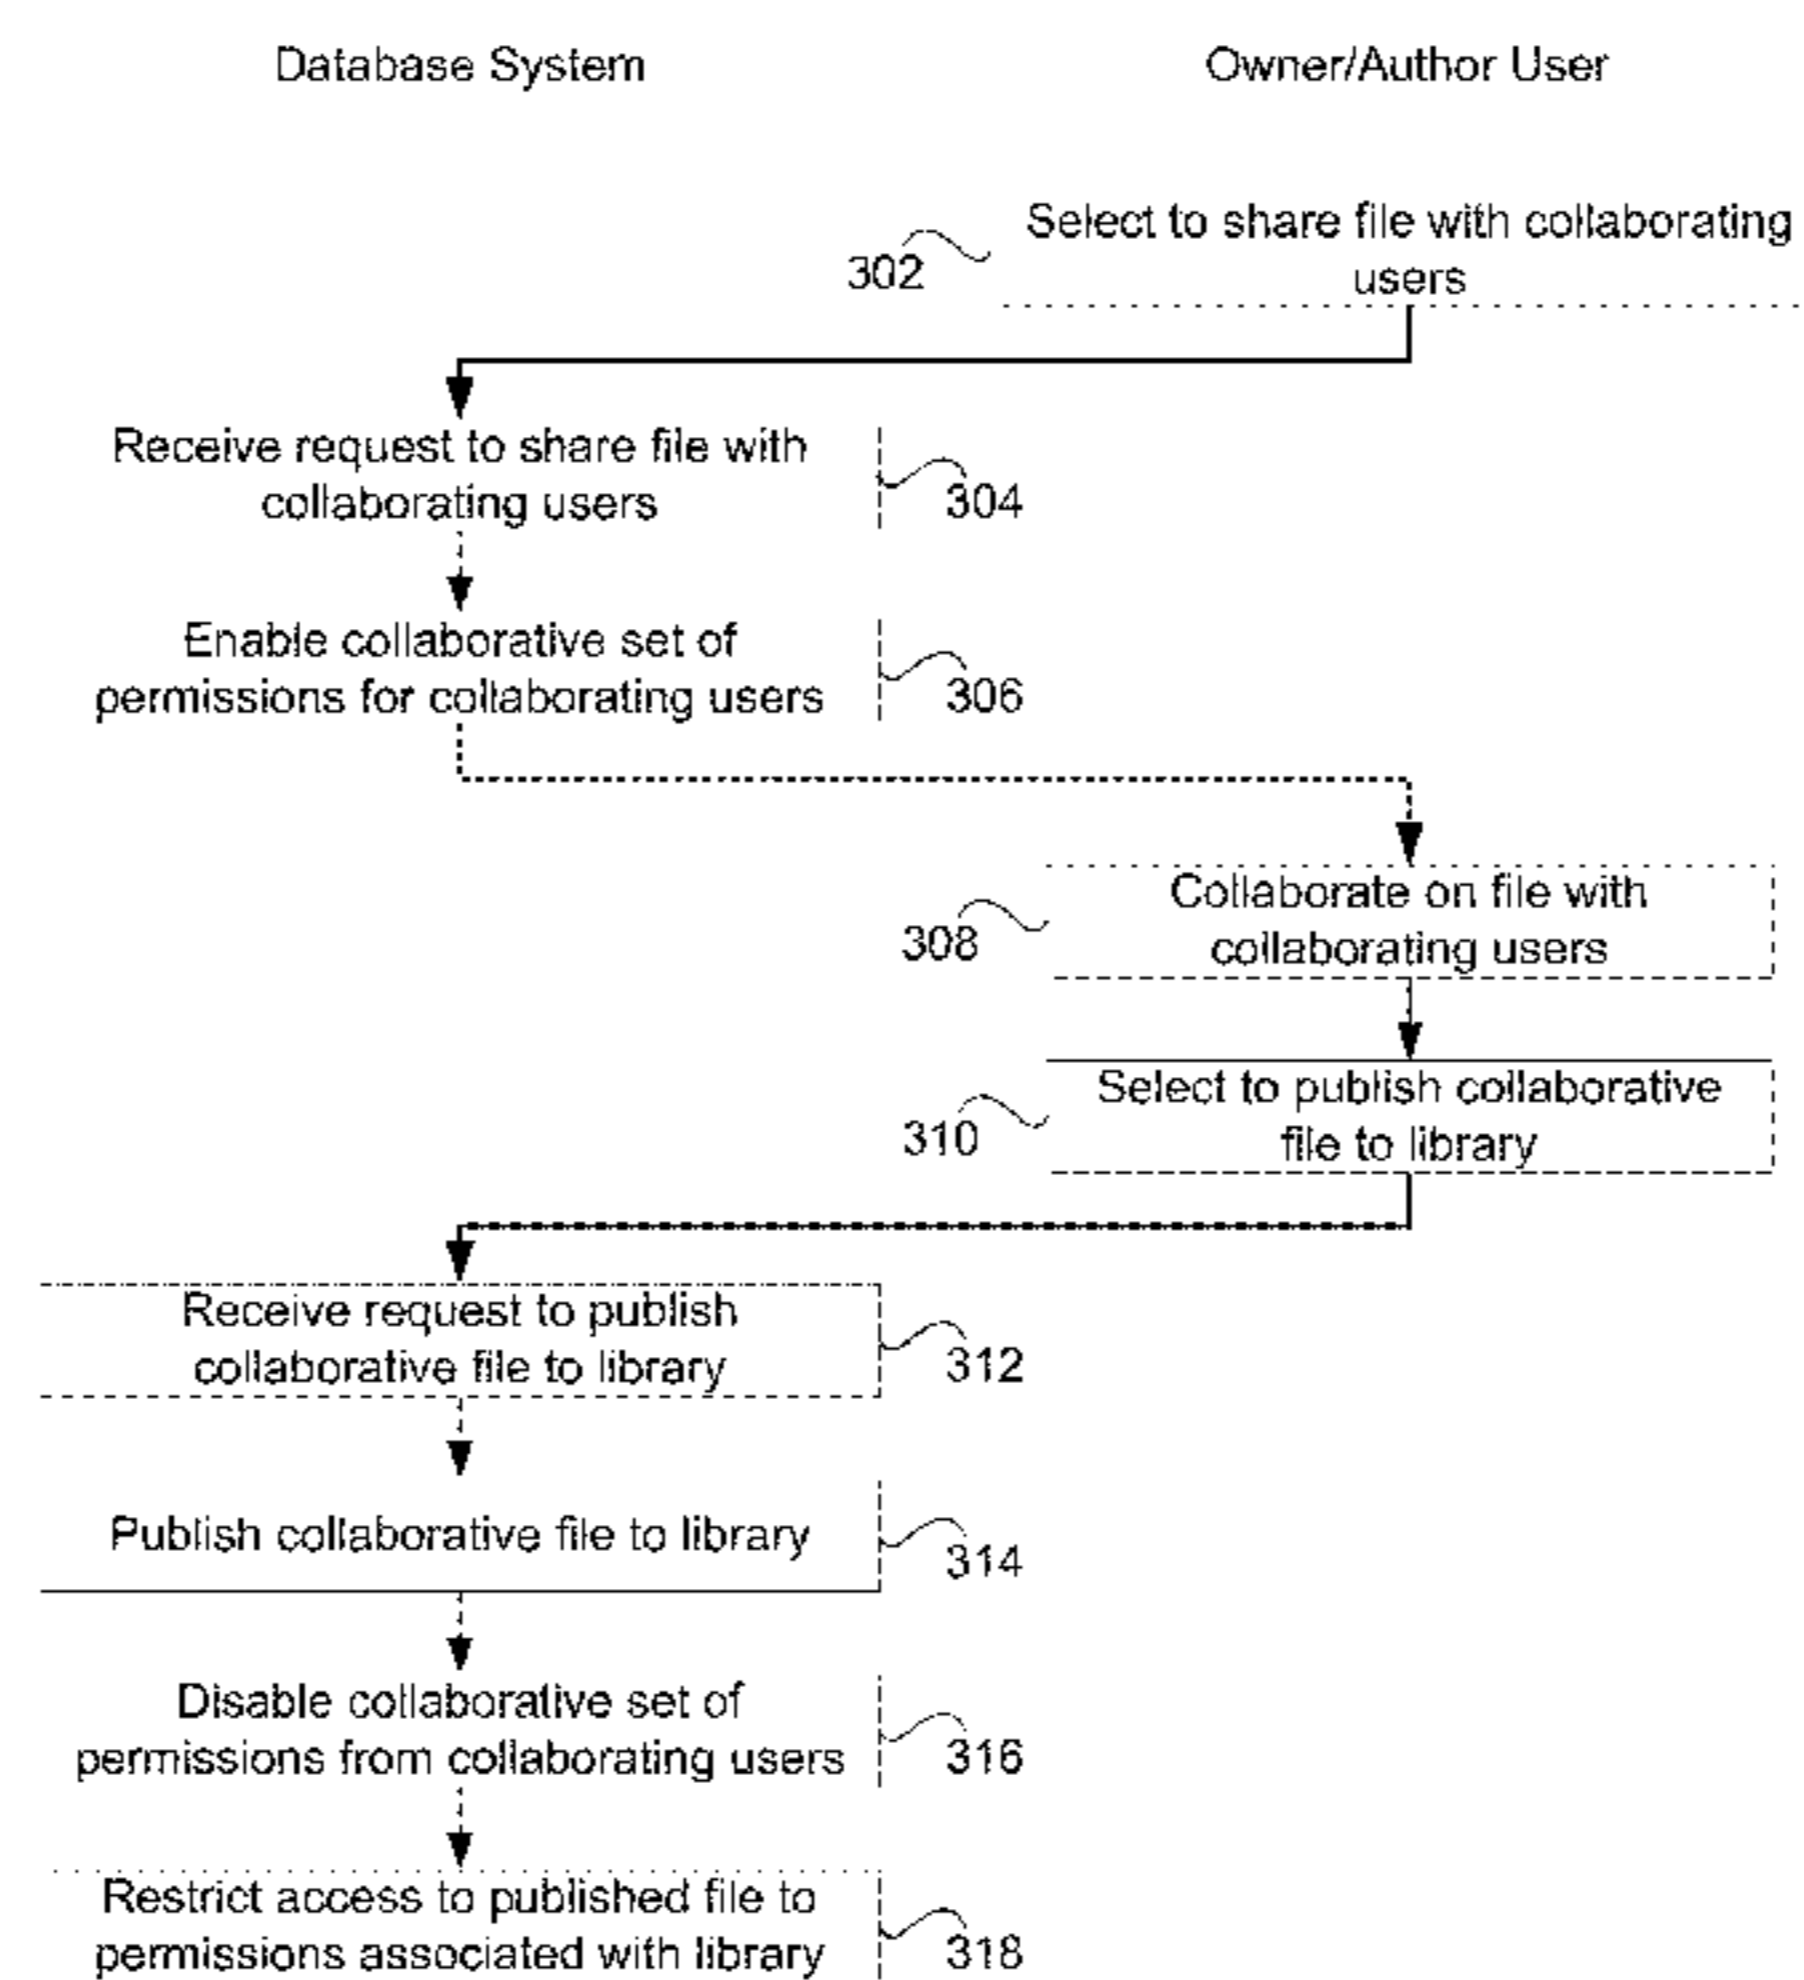 Database System
Owner/Author User
Select to share file with collaborating
users
302
Receive request to share file with
collaborating users
304
Enable collaborative set of
permissions for collaborating users
306
Collaborate on file with
collaborating users
308
Select to publish collaborative
file to library
310
Receive request to publish
collaborative file to library
312
Publish collaborative file to library
314
Disable collaborative set of
permissions from collaborating users
316
Restrict access to published file to
permissions associated with library
318